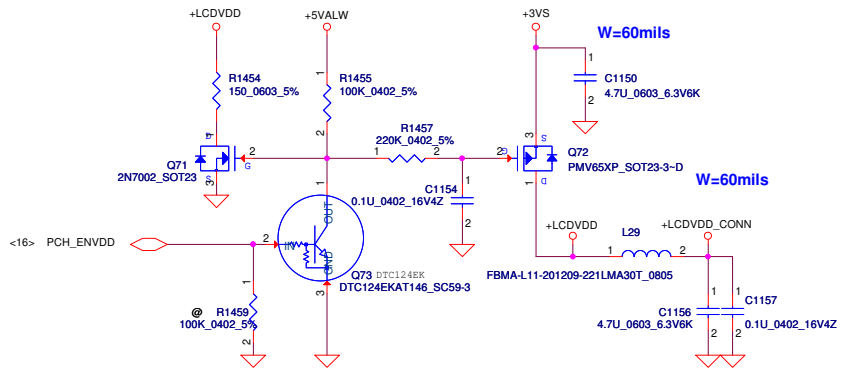 +LCDVDD
+5VALW
+3VS
W=60mils
1
R1454
150_0603_5%
1
R1455
100K_0402_5%
2
1
C1150
4.7U_0603_6.3V6K
2
R1457
220K_0402_5%
D
1
Q71
2N7002_SOT23
2
G
S
3
1
2
2
G
3
S
Q72
PMV65XP_SOT23-3~D
1
D
W=60mils
1
C1154
0.1U_0402_16V4Z
2
1
OUT
IN
GND
2
3
<16>
PCH_ENVDD
Q73
DTC124EK
DTC124EKAT146_SC59-3
+LCDVDD
L29
+LCDVDD_CONN
1
2
FBMA-L11-201209-221LMA30T_0805
@
1
R1459
100K_0402_5%
2
1
C1156
4.7U_0603_6.3V6K
2
1
C1157
0.1U_0402_16V4Z
2